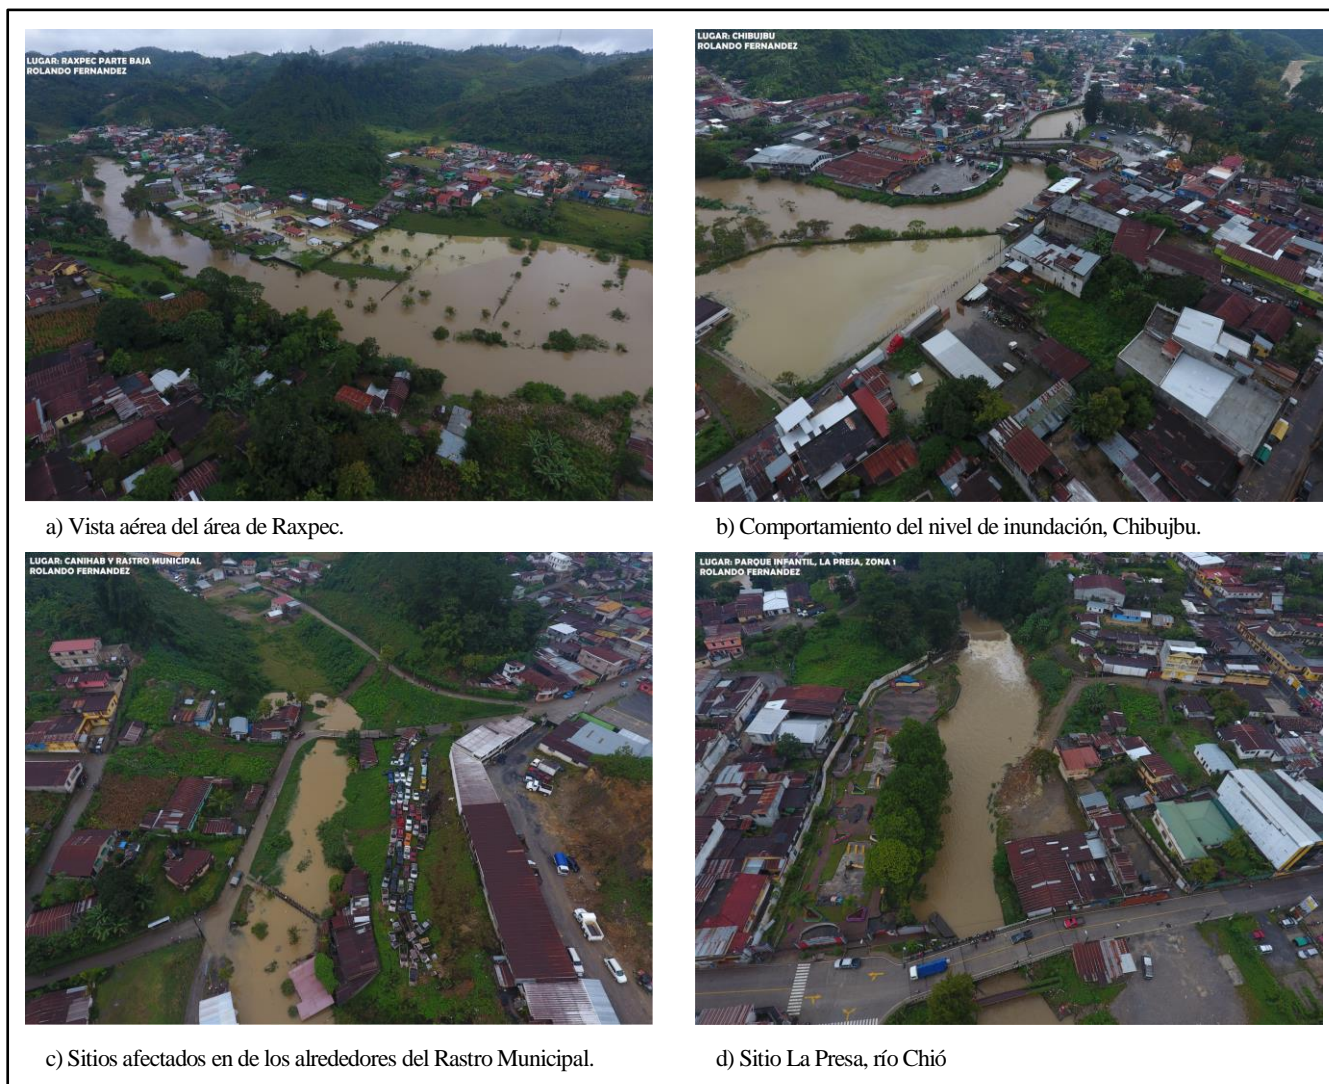 LUGAR: RAXPEC PARTE BAJA
ROLANDO FERNANDEZ
LUGAR: CHIBUJBU
ROLANDO FERNANDEZ
a) Vista aérea del área de Raxpec.
b) Comportamiento del nivel de inundación, Chibujbu.
LUGAR: CANIHAB Y RASTRO MUNICIPAL
ROLANDO FERNANDEZ
LUGAR: PARQUE INFANTIL, LA PRESA, ZONA 1
ROLANDO FERNANDEZ
c) Sitios afectados en de los alrededores del Rastro Municipal.
d) Sitio La Presa, río Chió